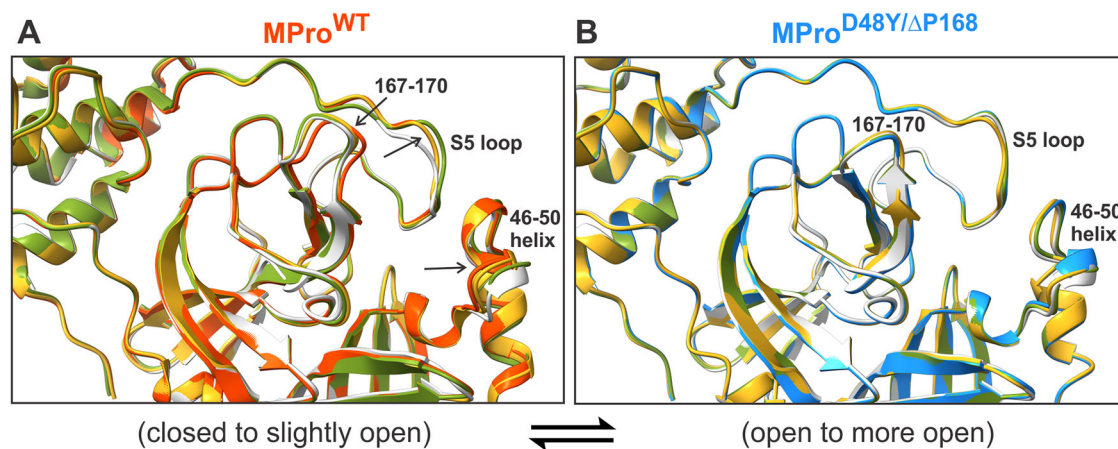 A
MPro^WT
167-170
S5 loop
46-50
helix
(closed to slightly open)
B
MPro^D48Y/ΔP168
167-170
S5 loop
46-50
helix
(open to more open)